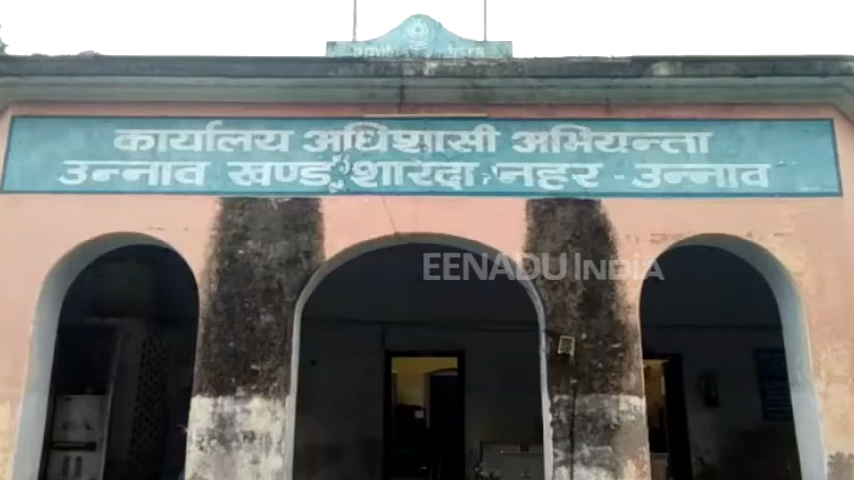 कार्यालय अधिशासी अभियन्ता
उन्नाव खण्ड शारदा नहर - उन्नाव
EENADU INDIA